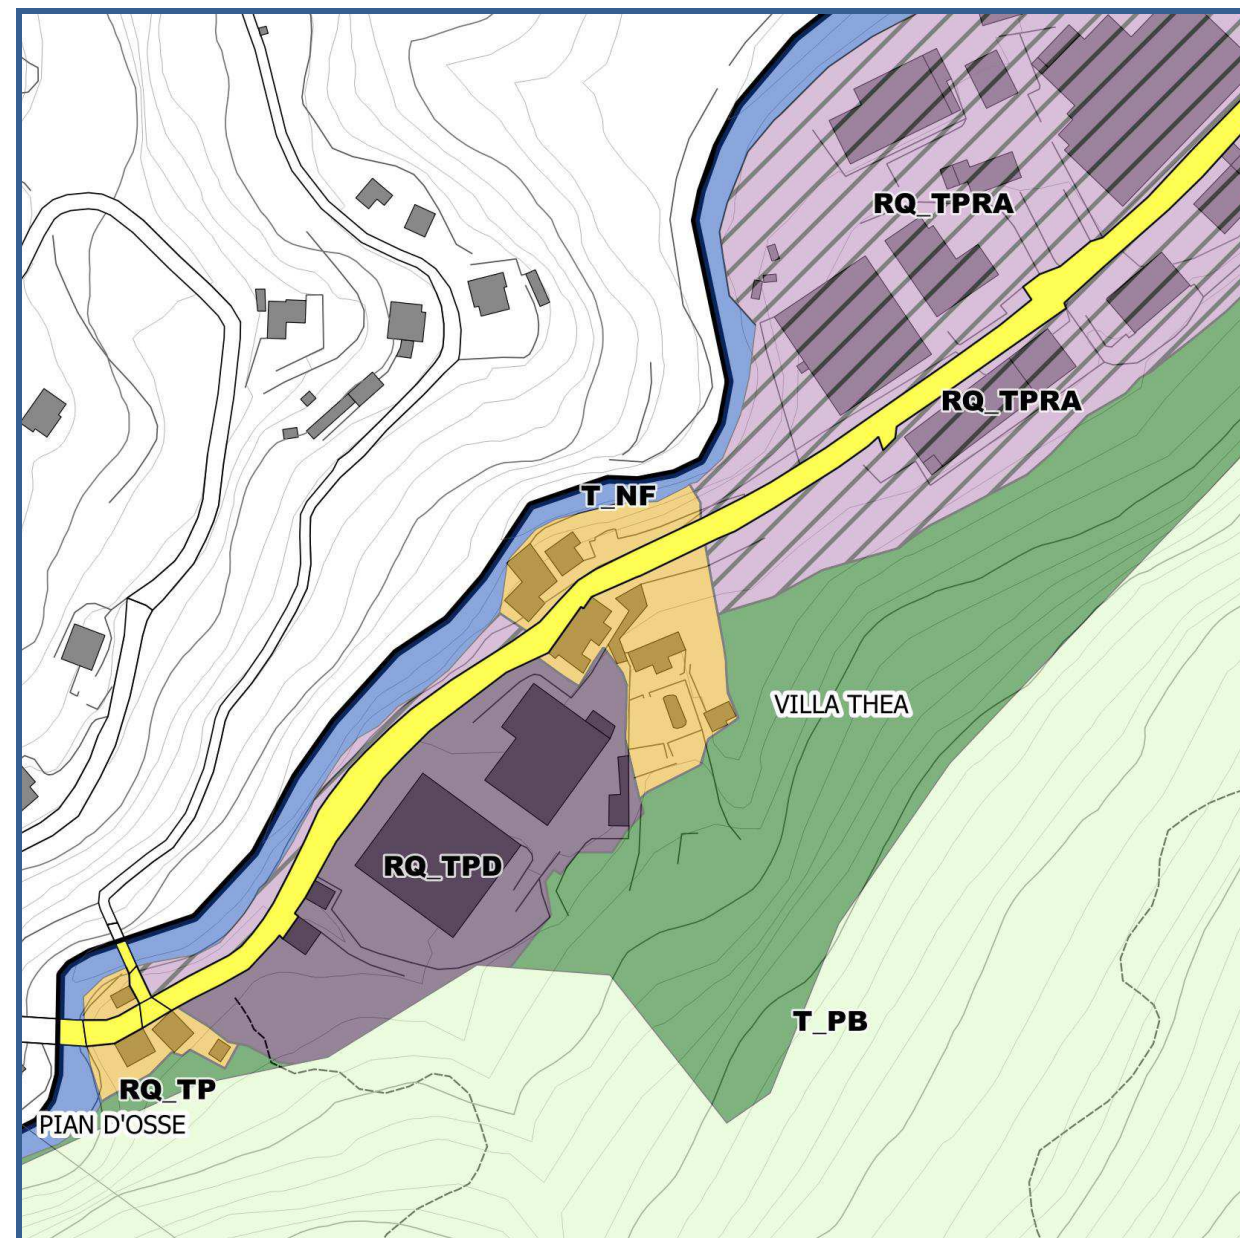 RQ_TPRA
RQ_TPRA
T_NF
VILLA THEA
RQ_TPD
T_PB
RQ_TP
PIAN D'OSSE